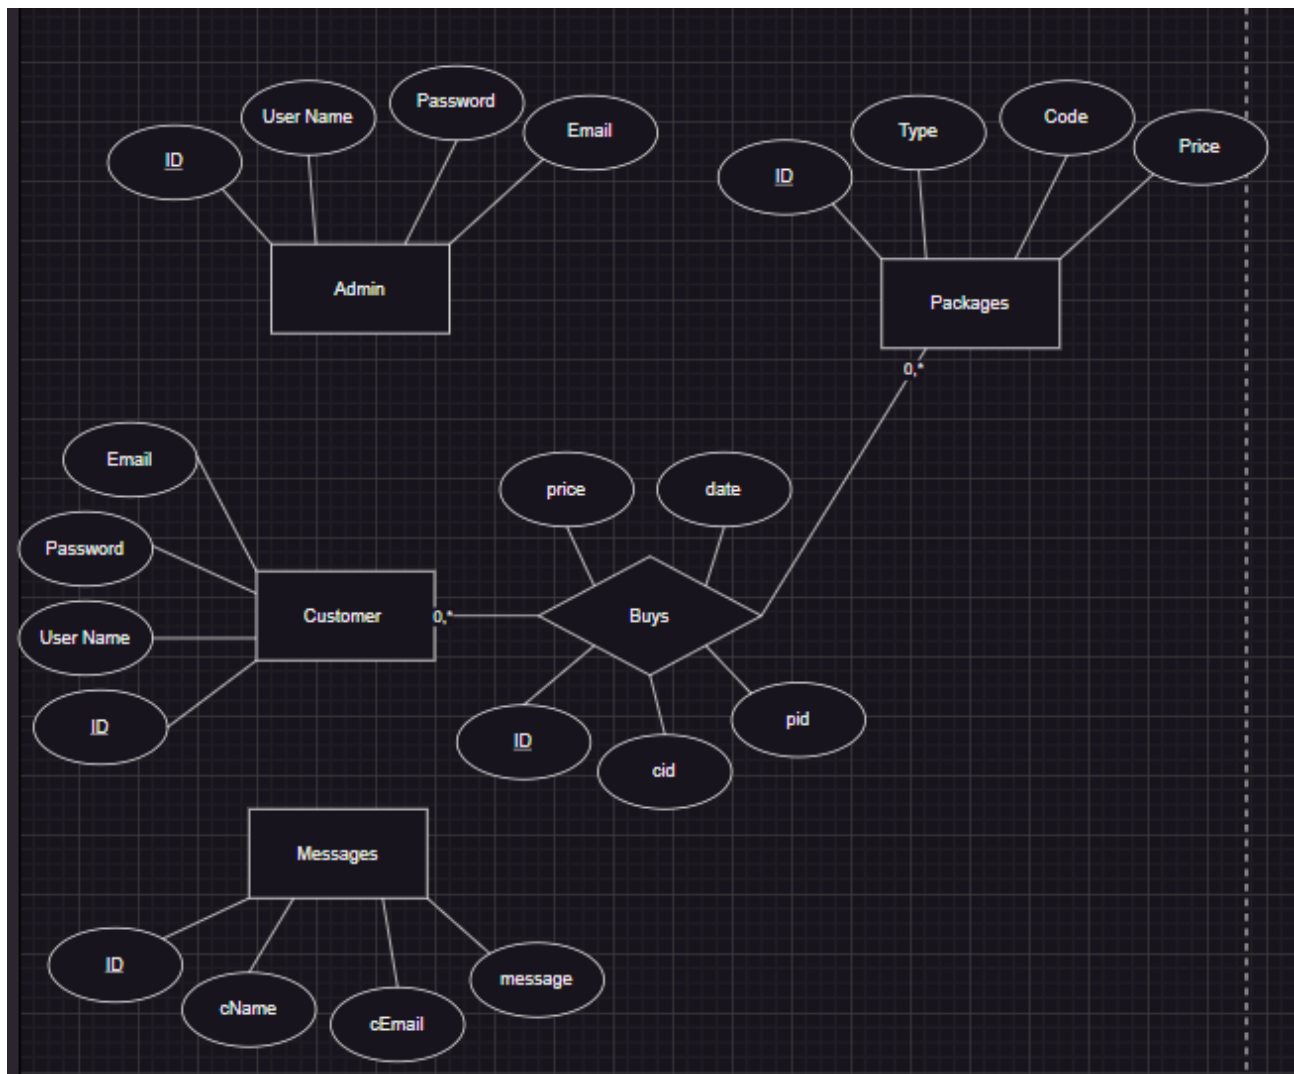 ID
User Name
Password
Email
Admin
ID
Type
Code
Price
Packages
0,*
Email
Password
User Name
ID
Customer
0,*
price
date
Buys
ID
cid
pid
Messages
ID
cName
cEmail
message